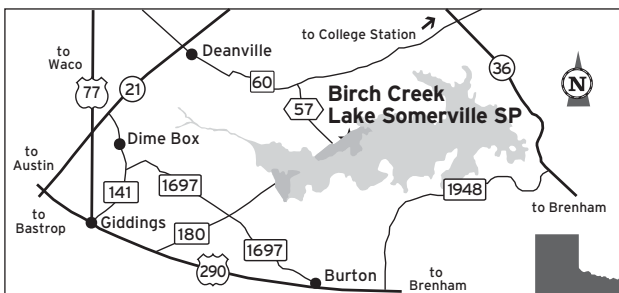 to College Station
Deanville
to
Waco
36
60
77
21
N
57
Birch Creek
Lake Somerville SP
Dime Box
to
Austin
1697
141
1948
to
Bastrop
Giddings
to Brenham
180
1697
290
Burton
to
Brenham